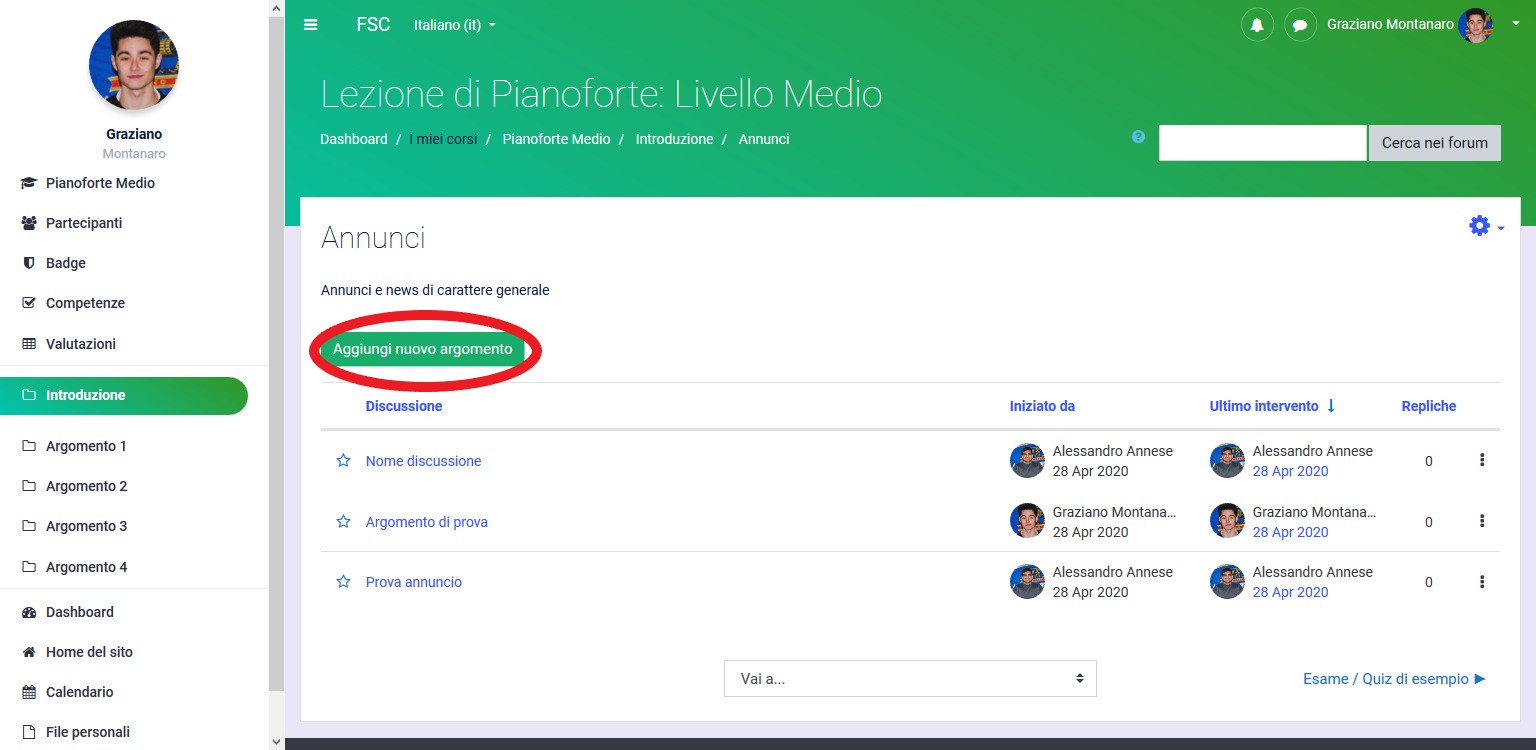 Graziano
Montanaro
Pianoforte Medio
Partecipanti
Badge
Competenze
Valutazioni
Introduzione
Argomento 1
Argomento 2
Argomento 3
Argomento 4
Dashboard
Home del sito
Calendario
File personali
FSC Italiano (it) Graziano Montanaro
Lezione di Pianoforte: Livello Medio
Dashboard / I miei corsi / Pianoforte Medio / Introduzione / Annunci
Cerca nei forum
Annunci
Annunci e news di carattere generale
Aggiungi nuovo argomento
Discussione Iniziato da Ultimo intervento Repliche
Nome discussione Alessandro Annese Alessandro Annese 0
28 Apr 2020 28 Apr 2020
Argomento di prova Graziano Montana... Graziano Montana... 0
28 Apr 2020 28 Apr 2020
Prova annuncio Alessandro Annese Alessandro Annese 0
28 Apr 2020 28 Apr 2020
Vai a... Esame / Quiz di esempio